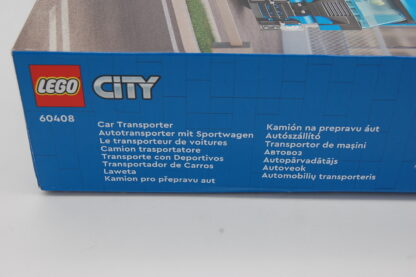 LEGO CITY
60408
Car Transporter
Autotransporter mit Sportwagen
Le transporteur de voitures
Camion trasportatore
Transporte con Deportivos
Transportador de Carros
Laweta
Kamion pro přepravu aut
Kamión na prepravu áut
Autószállító
Transportor de mașini
Автовоз
Autopārvadātājs
Autoveok
Automobilių transporteris